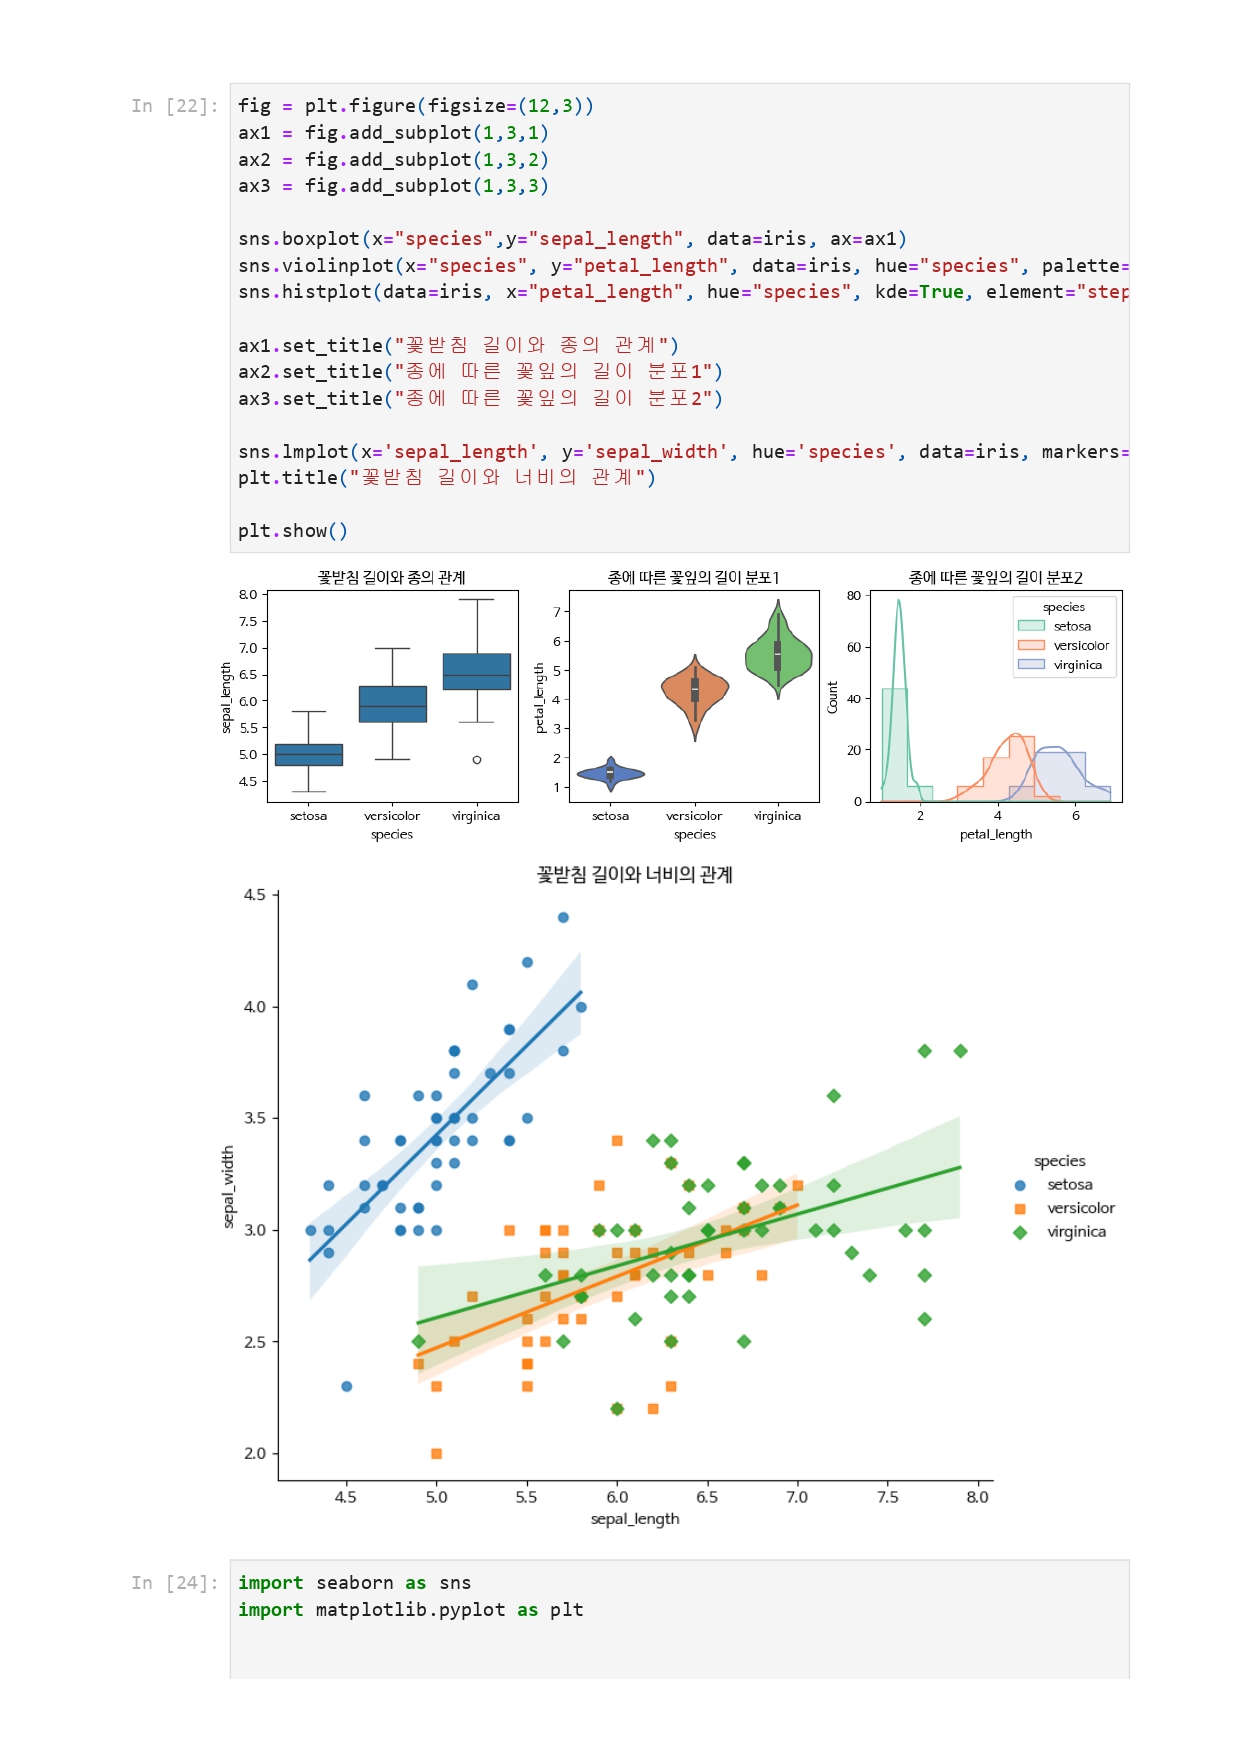 In [22]:
fig = plt.figure(figsize=(12,3))
ax1 = fig.add_subplot(1,3,1)
ax2 = fig.add_subplot(1,3,2)
ax3 = fig.add_subplot(1,3,3)
sns.boxplot(x="species",y="sepal_length", data=iris, ax=ax1)
sns.violinplot(x="species", y="petal_length", data=iris, hue="species", palette=
sns.histplot(data=iris, x="petal_length", hue="species", kde=True, element="step
ax1.set_title("꽃받침 길이와 종의 관계")
ax2.set_title("종에 따른 꽃잎의 길이 분포1")
ax3.set_title("종에 따른 꽃잎의 길이 분포2")
sns.lmplot(x='sepal_length', y='sepal_width', hue='species', data=iris, markers=
plt.title("꽃받침 길이와 너비의 관계")
plt.show()
꽃받침 길이와 종의 관계
8.0
7.5
7.0
6.5
6.0
5.5
5.0
4.5
sepal_length
setosa versicolor virginica
species
종에 따른 꽃잎의 길이 분포1
7
6
5
4
3
2
1
petal_length
setosa versicolor virginica
species
종에 따른 꽃잎의 길이 분포2
80
60
40
20
0
Count
species
setosa
versicolor
virginica
2 4 6
petal_length
꽃받침 길이와 너비의 관계
4.5
4.0
3.5
3.0
2.5
2.0
sepal_width
species
setosa
versicolor
virginica
4.5 5.0 5.5 6.0 6.5 7.0 7.5 8.0
sepal_length
In [24]:
import seaborn as sns
import matplotlib.pyplot as plt